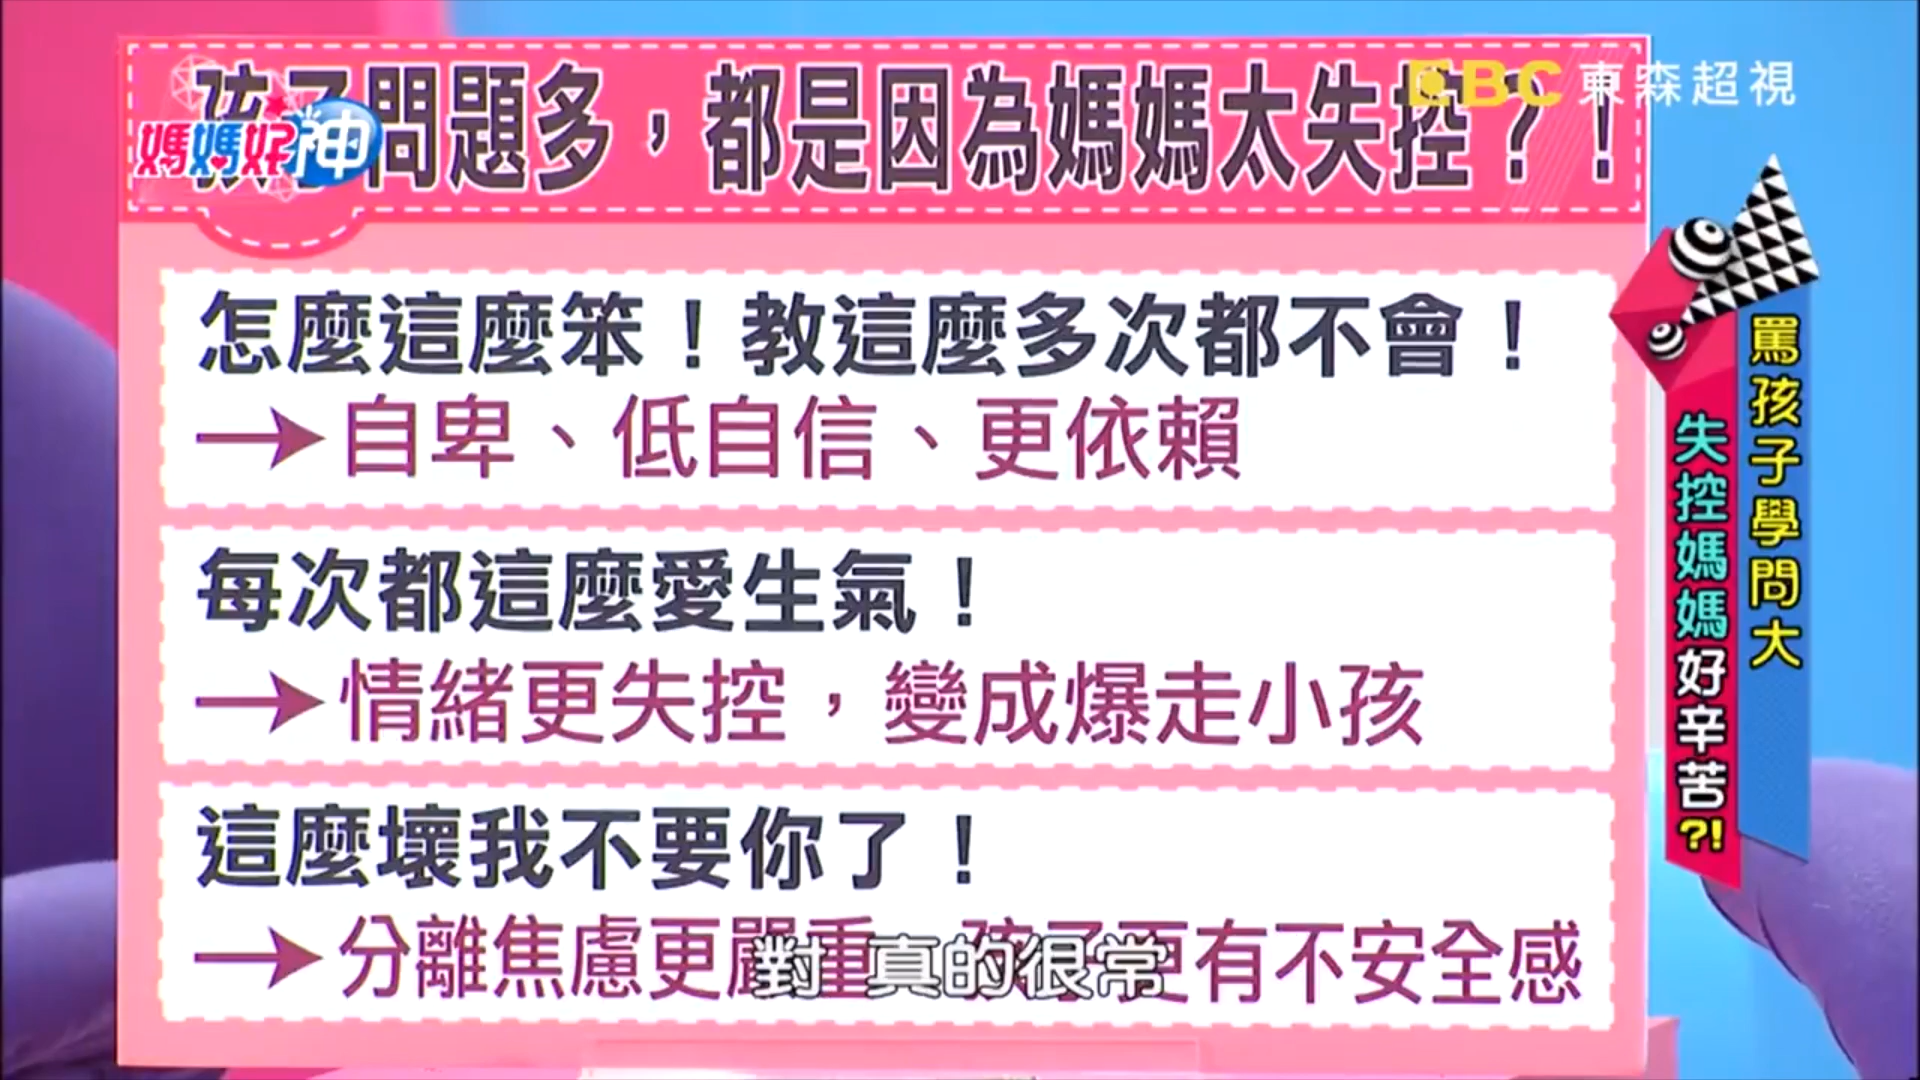 孩子問題多，都是因為媽媽太失控？！
媽媽好神
EBC 東森超視
怎麼這麼笨！教這麼多次都不會！
→自卑、低自信、更依賴
每次都這麼愛生氣！
→情緒更失控，變成爆走小孩
這麼壞我不要你了！
→分離焦慮更嚴重 孩子更有不安全感
對 真的很常
罵孩子學問大
失控媽媽好辛苦?!